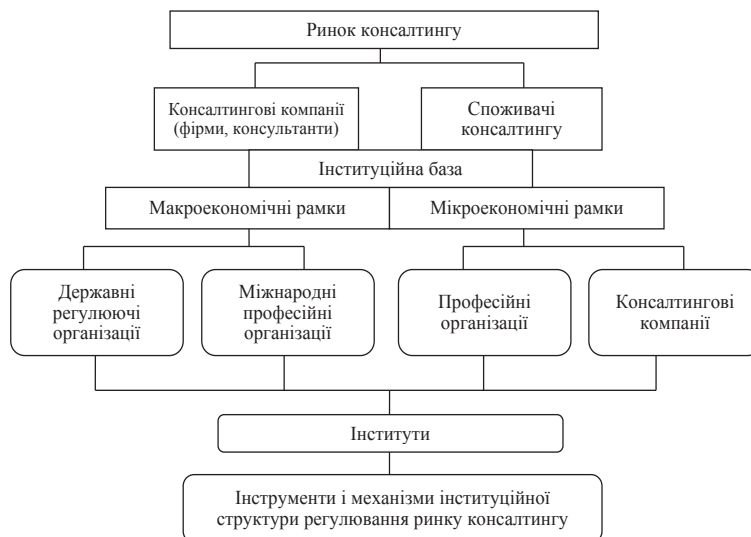 Ринок консалтингу
Консалтингові компанії
(фірми, консультанти)
Споживачі
консалтингу
Інституційна база
Макроекономічні рамки
Мікроекономічні рамки
Державні
регулюючі
організації
Міжнародні
професійні
організації
Професійні
організації
Консалтингові
компанії
Інститути
Інструменти і механізми інституційної
структури регулювання ринку консалтингу